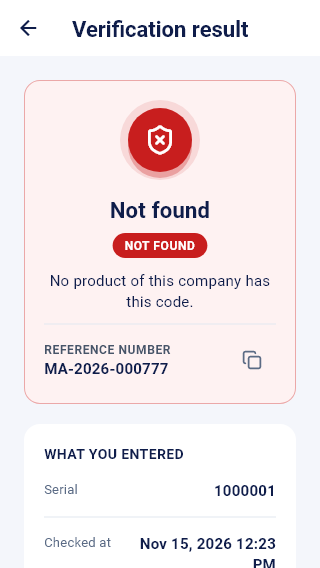 Verification result
Not found
NOT FOUND
No product of this company has
this code.
REFERENCE NUMBER
MA-2026-000777
WHAT YOU ENTERED
Serial
1000001
Checked at
Nov 15, 2026 12:23
PM